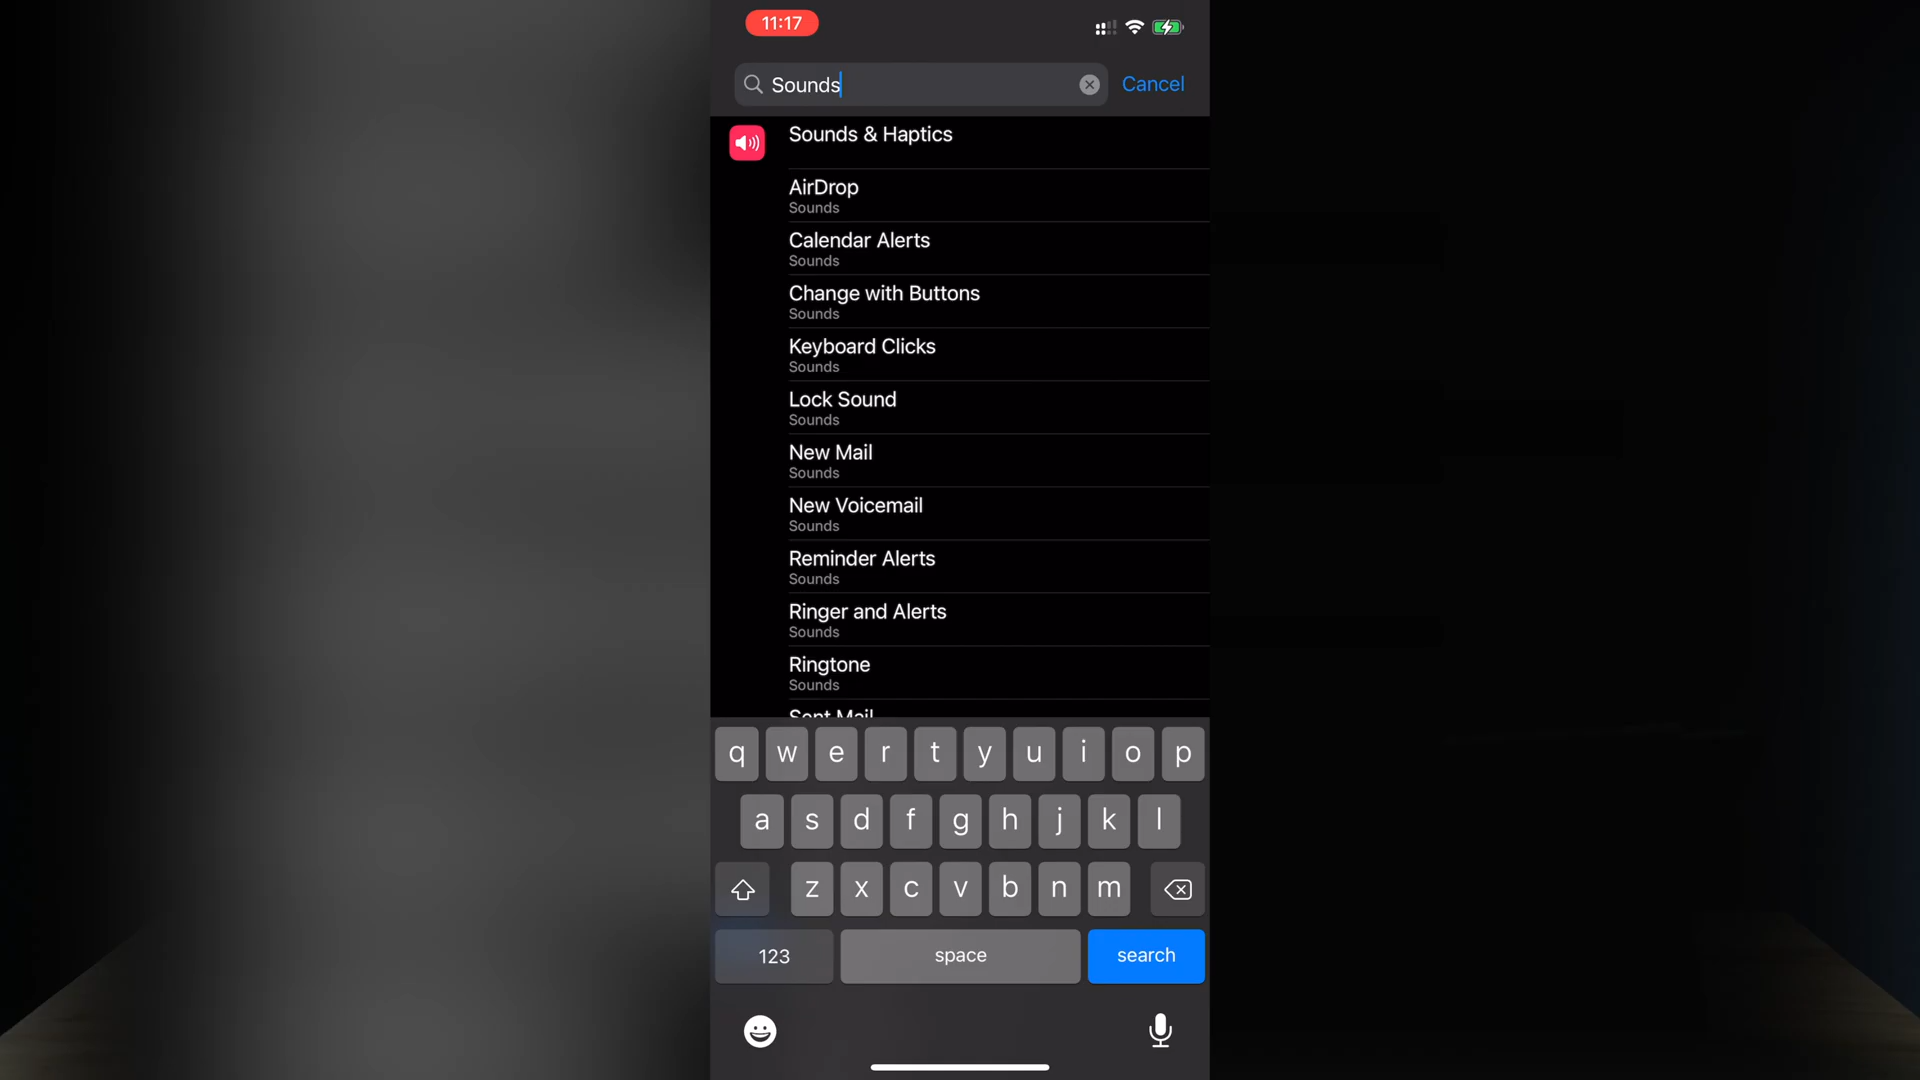 11:17
Sounds
Cancel
Sounds & Haptics
AirDrop
Sounds
Calendar Alerts
Sounds
Change with Buttons
Sounds
Keyboard Clicks
Sounds
Lock Sound
Sounds
New Mail
Sounds
New Voicemail
Sounds
Reminder Alerts
Sounds
Ringer and Alerts
Sounds
Ringtone
Sounds
Sent Mail
q w e r t y u i o p
a s d f g h j k l
z x c v b n m
123 space search